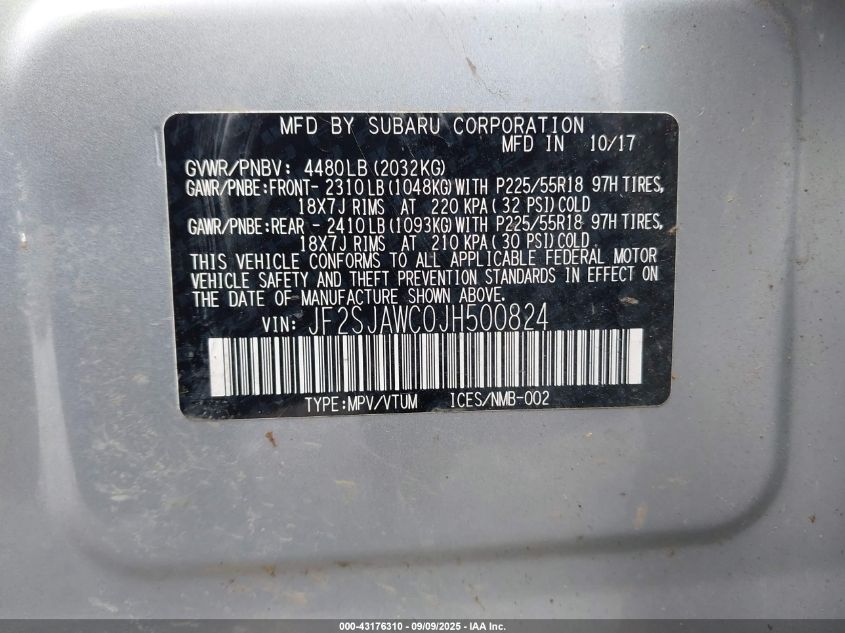 MFD BY SUBARU CORPORATION
MFD IN 10/17
GVWR/PNBV: 4480LB (2032KG)
GAWR/PNBE:FRONT- 2310LB (1048KG) WITH P225/55R18 97H TIRES,
18X7J RIMS AT 220 KPA ( 32 PSI) COLD
GAWR/PNBE:REAR - 2410LB (1093KG) WITH P225/55R18 97H TIRES,
18X7J RIMS AT 210 KPA ( 30 PSI) COLD.
THIS VEHICLE CONFORMS TO ALL APPLICABLE FEDERAL MOTOR
VEHICLE SAFETY AND THEFT PREVENTION STANDARDS IN EFFECT ON
THE DATE OF MANUFACTURE SHOWN ABOVE.
VIN: JF2SJAWC0JH500824
TYPE:MPV/VTUM ICES/NMB-002
000-43176310 - 09/09/2025 - IAA Inc.